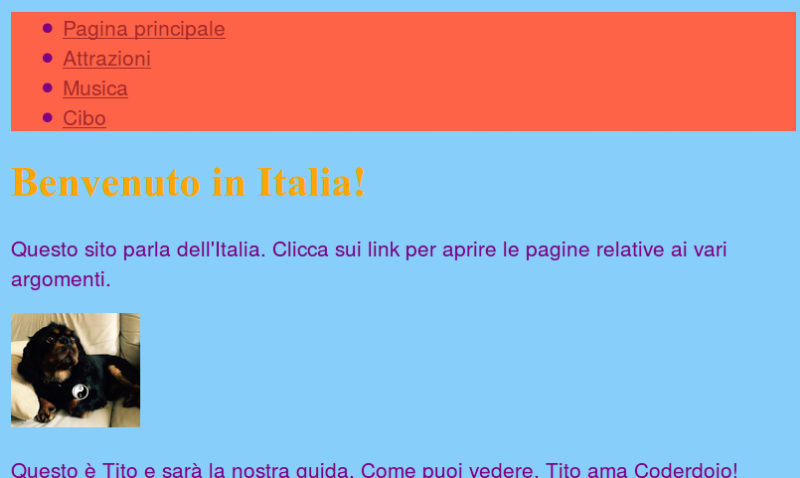 Pagina principale
Attrazioni
Musica
Cibo
Benvenuto in Italia!
Questo sito parla dell'Italia. Clicca sui link per aprire le pagine relative ai vari
argomenti.
Questo è Tito e sarà la nostra guida. Come puoi vedere, Tito ama Coderdojo!